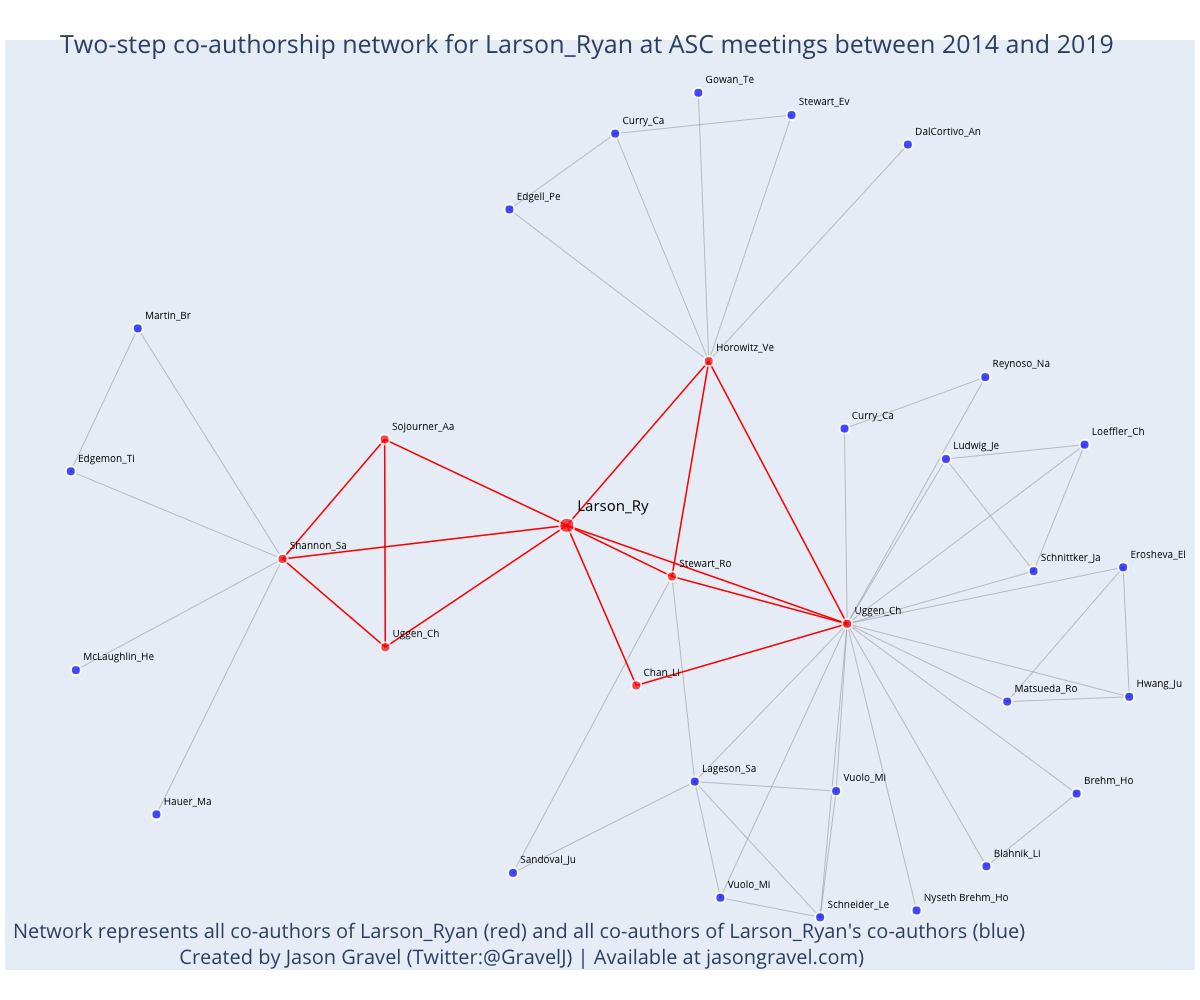 Two-step co-authorship network for Larson_Ryan at ASC meetings between 2014 and 2019
Gowan_Te
Stewart_Ev
Curry_Ca
DalCortivo_An
Edgell_Pe
Martin_Br
Horowitz_Ve
Reynoso_Na
Curry_Ca
Sojourner_Aa
Loeffler_Ch
Ludwig_Je
Edgemon_Ti
Larson_Ry
Shannon_Sa
Schnittker_Ja
Erosheva_El
Stewart_Ro
Uggen_Ch
Uggen_Ch
McLaughlin_He
Chan_Li
Matsueda_Ro
Hwang_Ju
Lageson_Sa
Vuolo_Mi
Brehm_Ho
Hauer_Ma
Blahnik_Li
Sandoval_Ju
Vuolo_Mi
Nyseth Brehm_Ho
Schneider_Le
Network represents all co-authors of Larson_Ryan (red) and all co-authors of Larson_Ryan's co-authors (blue)
Created by Jason Gravel (Twitter:@GravelJ) | Available at jasongravel.com)